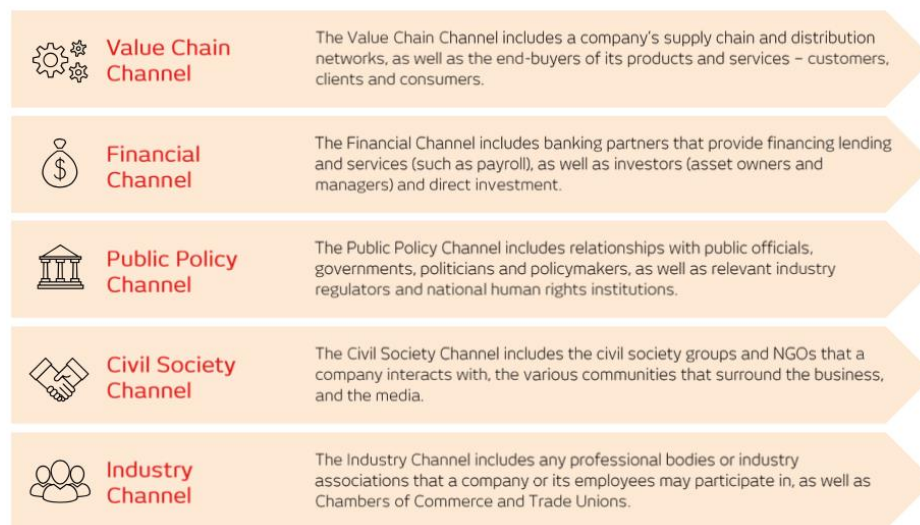 Value Chain
Channel
The Value Chain Channel includes a company's supply chain and distribution
networks, as well as the end-buyers of its products and services – customers,
clients and consumers.
Financial
Channel
The Financial Channel includes banking partners that provide financing lending
and services (such as payroll), as well as investors (asset owners and
managers) and direct investment.
Public Policy
Channel
The Public Policy Channel includes relationships with public officials,
governments, politicians and policymakers, as well as relevant industry
regulators and national human rights institutions.
Civil Society
Channel
The Civil Society Channel includes the civil society groups and NGOs that a
company interacts with, the various communities that surround the business,
and the media.
Industry
Channel
The Industry Channel includes any professional bodies or industry
associations that a company or its employees may participate in, as well as
Chambers of Commerce and Trade Unions.